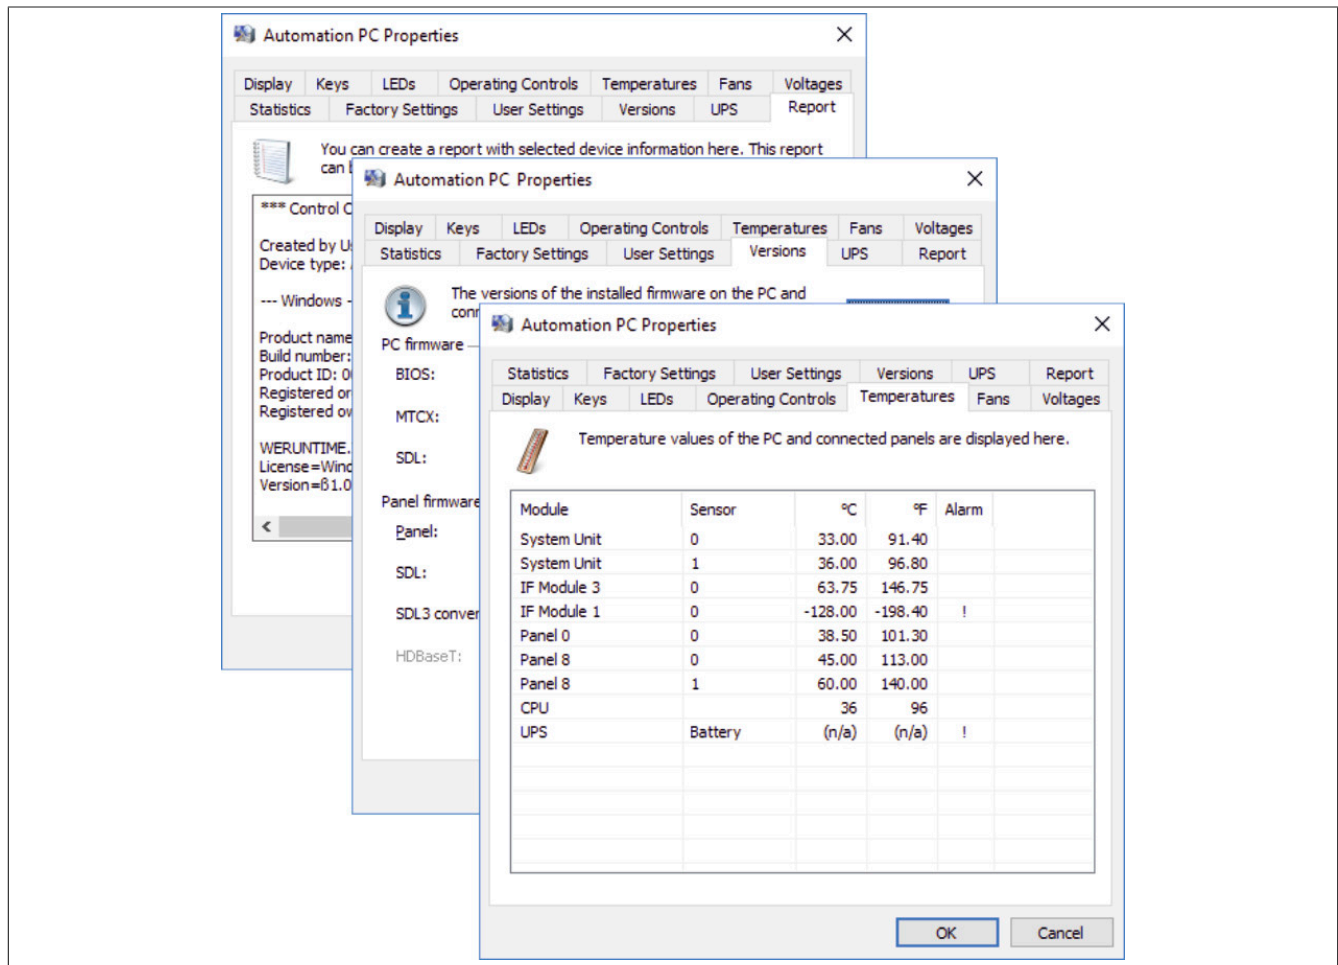 Automation PC Properties
Display Keys LEDs Operating Controls Temperatures Fans Voltages
Statistics Factory Settings User Settings Versions UPS Report
You can create a report with selected device information here. This report
can
*** Control
Created by
Device type:
--- Windows -
Product name
Build number:
Product ID:
Registered
Registered
WERUNTIME.
Version=ß1.0
Automation PC Properties
Display Keys LEDs Operating Controls Temperatures Fans Voltages
Statistics Factory Settings User Settings Versions UPS Report
The versions of the installed firmware on the PC and
PC firmware
BIOS:
MTCX:
SDL:
Panel firmware
Panel:
SDL:
SDL3
HDBaseT:
Automation PC Properties
Statistics Factory Settings User Settings Versions UPS Report
Display Keys LEDs Operating Controls Temperatures Fans Voltages
Temperature values of the PC and connected panels are displayed here.
Module Sensor °C °F Alarm
System Unit 0 33.00 91.40
System Unit 1 36.00 96.80
IF Module 3 0 63.75 146.75
IF Module 1 0 -128.00 -198.40 !
Panel 0 0 38.50 101.30
Panel 8 0 45.00 113.00
Panel 8 1 60.00 140.00
CPU 36 96
UPS Battery (n/a) (n/a) !
OK Cancel